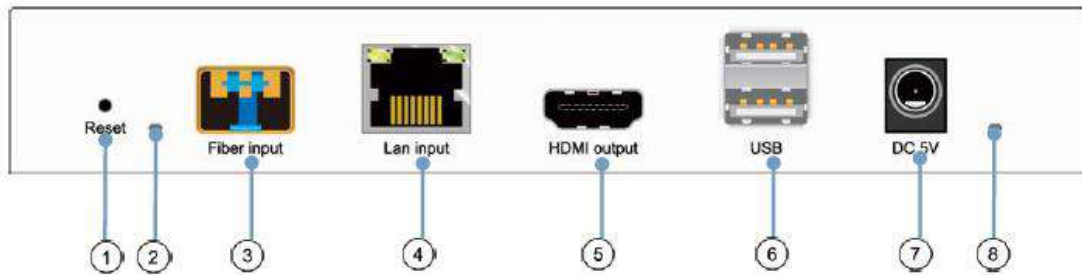 Reset
Fiber input
Lan input
HDMI output
USB
DC 5V
1 2 3 4 5 6 7 8